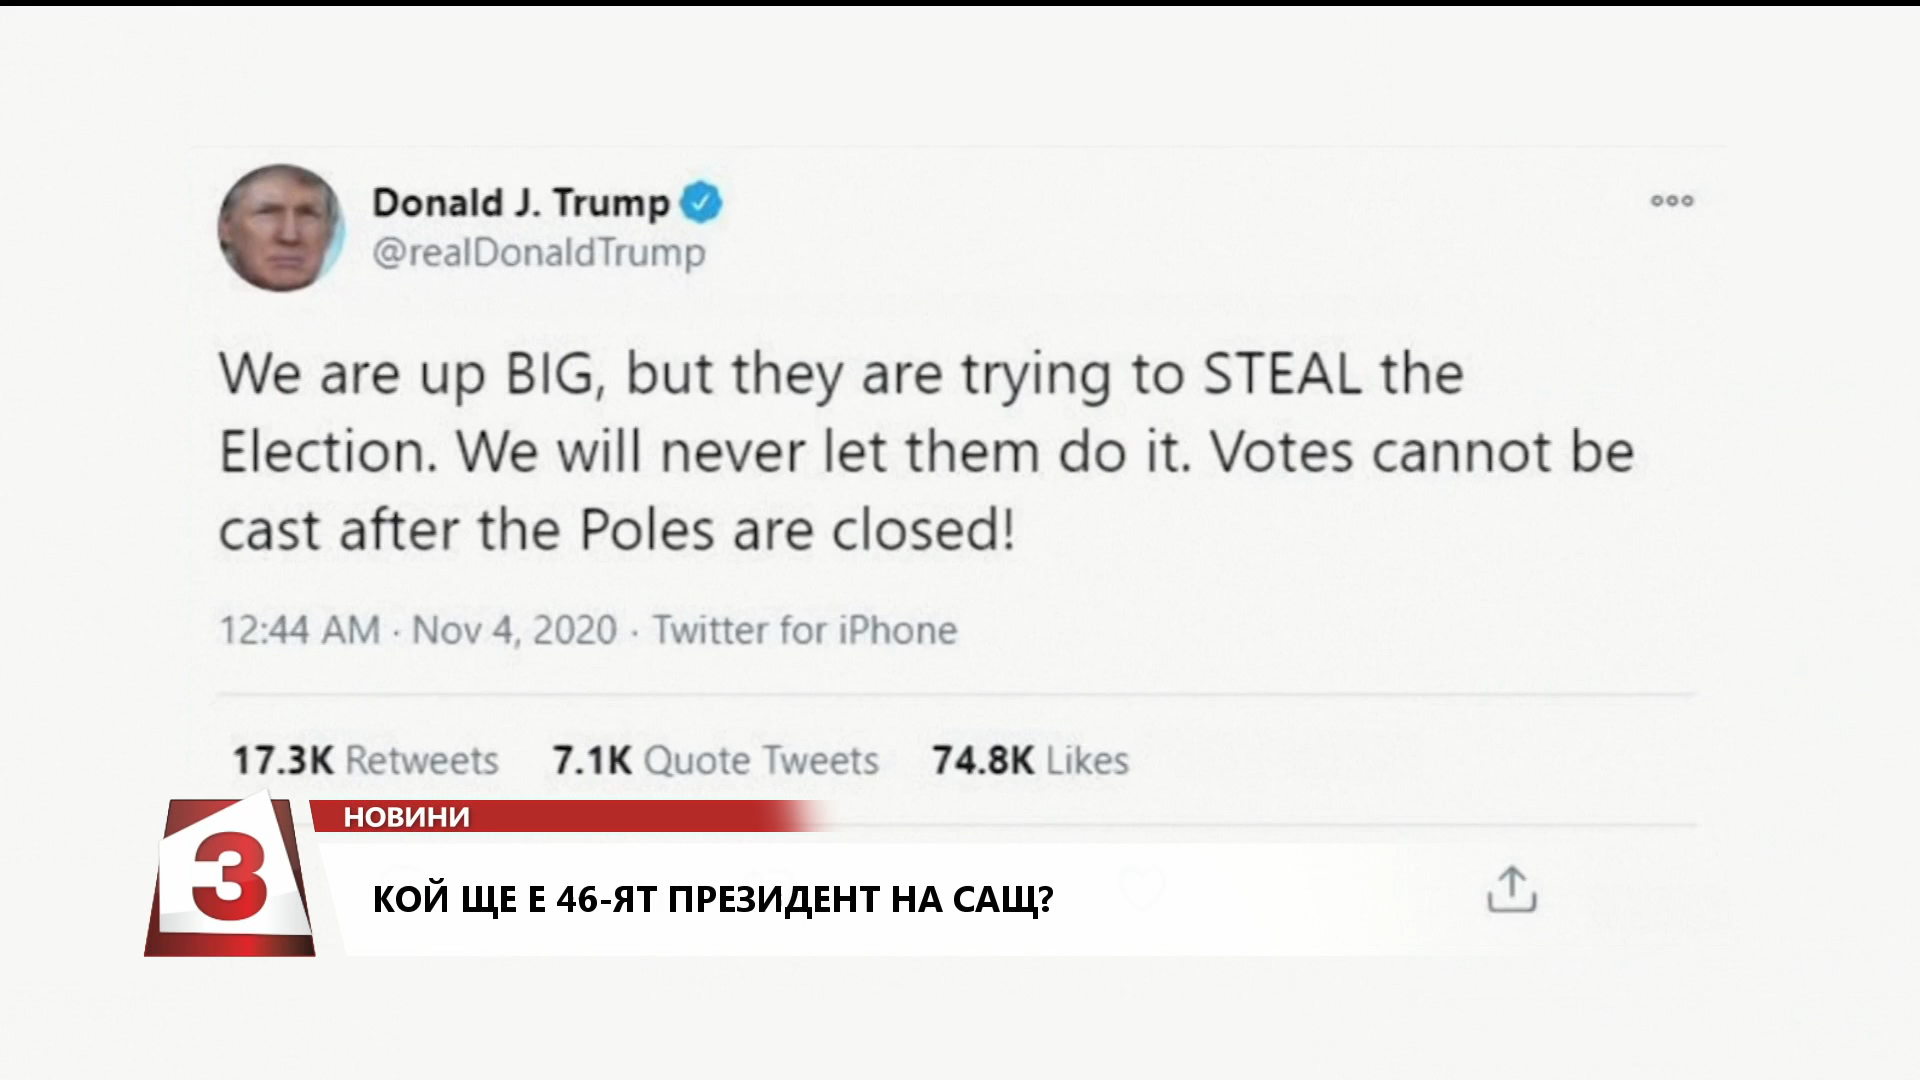 Donald J. Trump
@realDonaldTrump
We are up BIG, but they are trying to STEAL the
Election. We will never let them do it. Votes cannot be
cast after the Poles are closed!
12:44 AM · Nov 4, 2020 · Twitter for iPhone
17.3K Retweets 7.1K Quote Tweets 74.8K Likes
3
НОВИНИ
КОЙ ЩЕ Е 46-ЯТ ПРЕЗИДЕНТ НА САЩ?